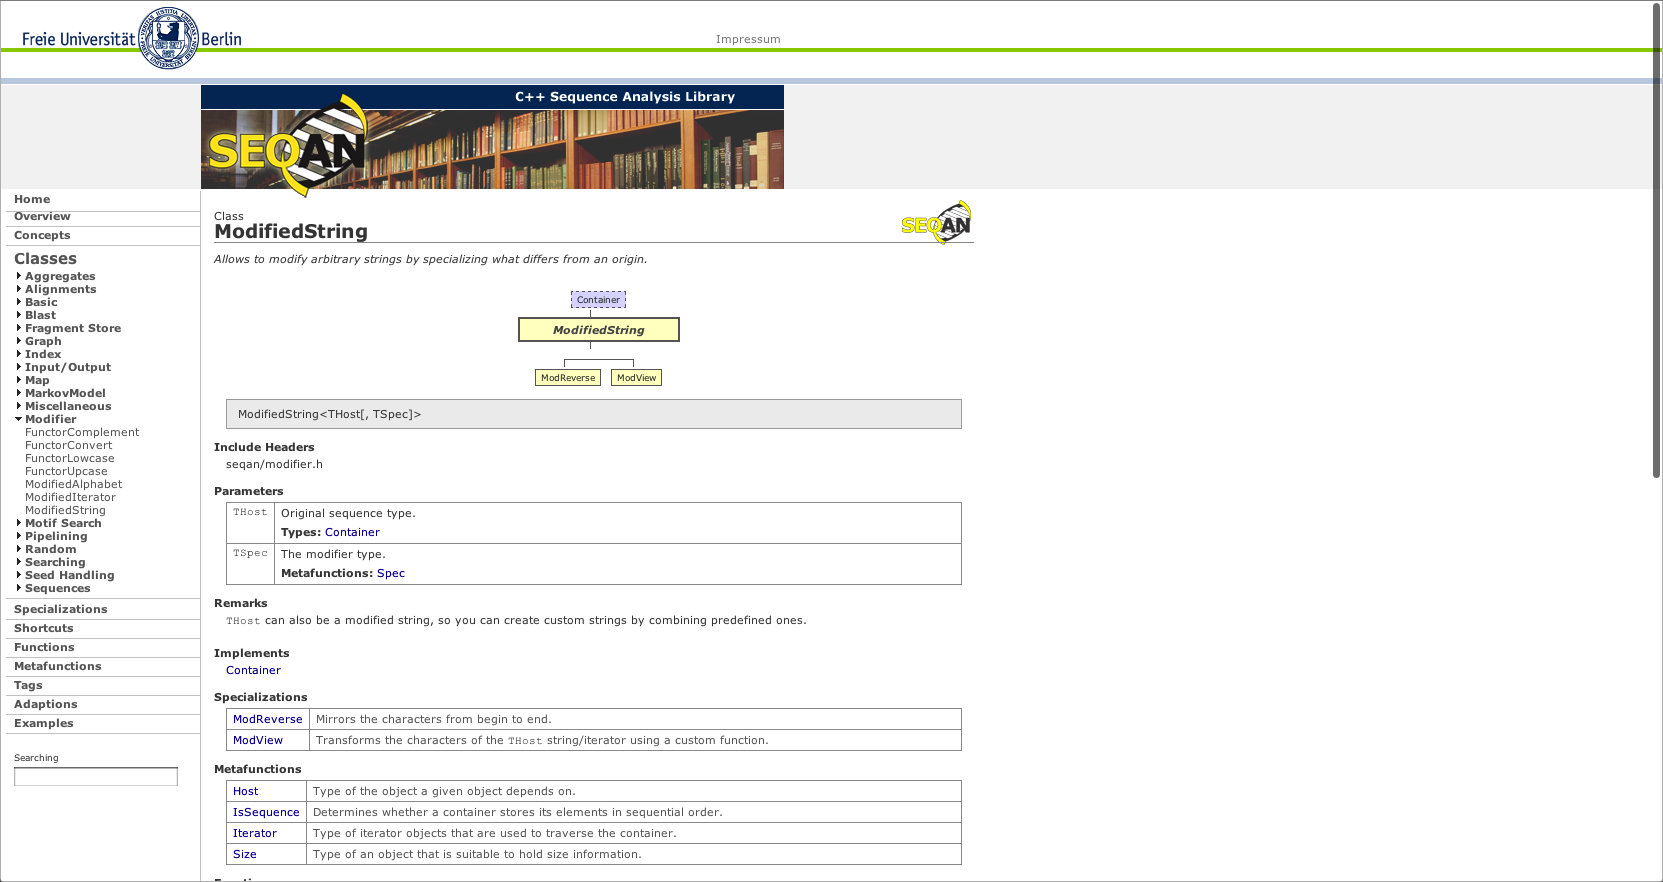 Freie Universität Berlin
Impressum
C++ Sequence Analysis Library
SEQAN
Home
Overview
Concepts
Classes
Aggregates
Alignments
Basic
Blast
Fragment Store
Graph
Index
Input/Output
Map
MarkovModel
Miscellaneous
Modifier
FunctorComplement
FunctorConvert
FunctorLowcase
FunctorUpcase
ModifiedAlphabet
ModifiedIterator
ModifiedString
Motif Search
Pipelining
Random
Searching
Seed Handling
Sequences
Specializations
Shortcuts
Functions
Metafunctions
Tags
Adaptions
Examples
Searching
Class
ModifiedString
SEQAN
Allows to modify arbitrary strings by specializing what differs from an origin.
Container
ModifiedString
ModReverse ModView
ModifiedString<THost[, TSpec]>
Include Headers
seqan/modifier.h
Parameters
THost Original sequence type.
Types: Container
TSpec The modifier type.
Metafunctions: Spec
Remarks
THost can also be a modified string, so you can create custom strings by combining predefined ones.
Implements
Container
Specializations
ModReverse Mirrors the characters from begin to end.
ModView Transforms the characters of the THost string/iterator using a custom function.
Metafunctions
Host Type of the object a given object depends on.
IsSequence Determines whether a container stores its elements in sequential order.
Iterator Type of iterator objects that are used to traverse the container.
Size Type of an object that is suitable to hold size information.